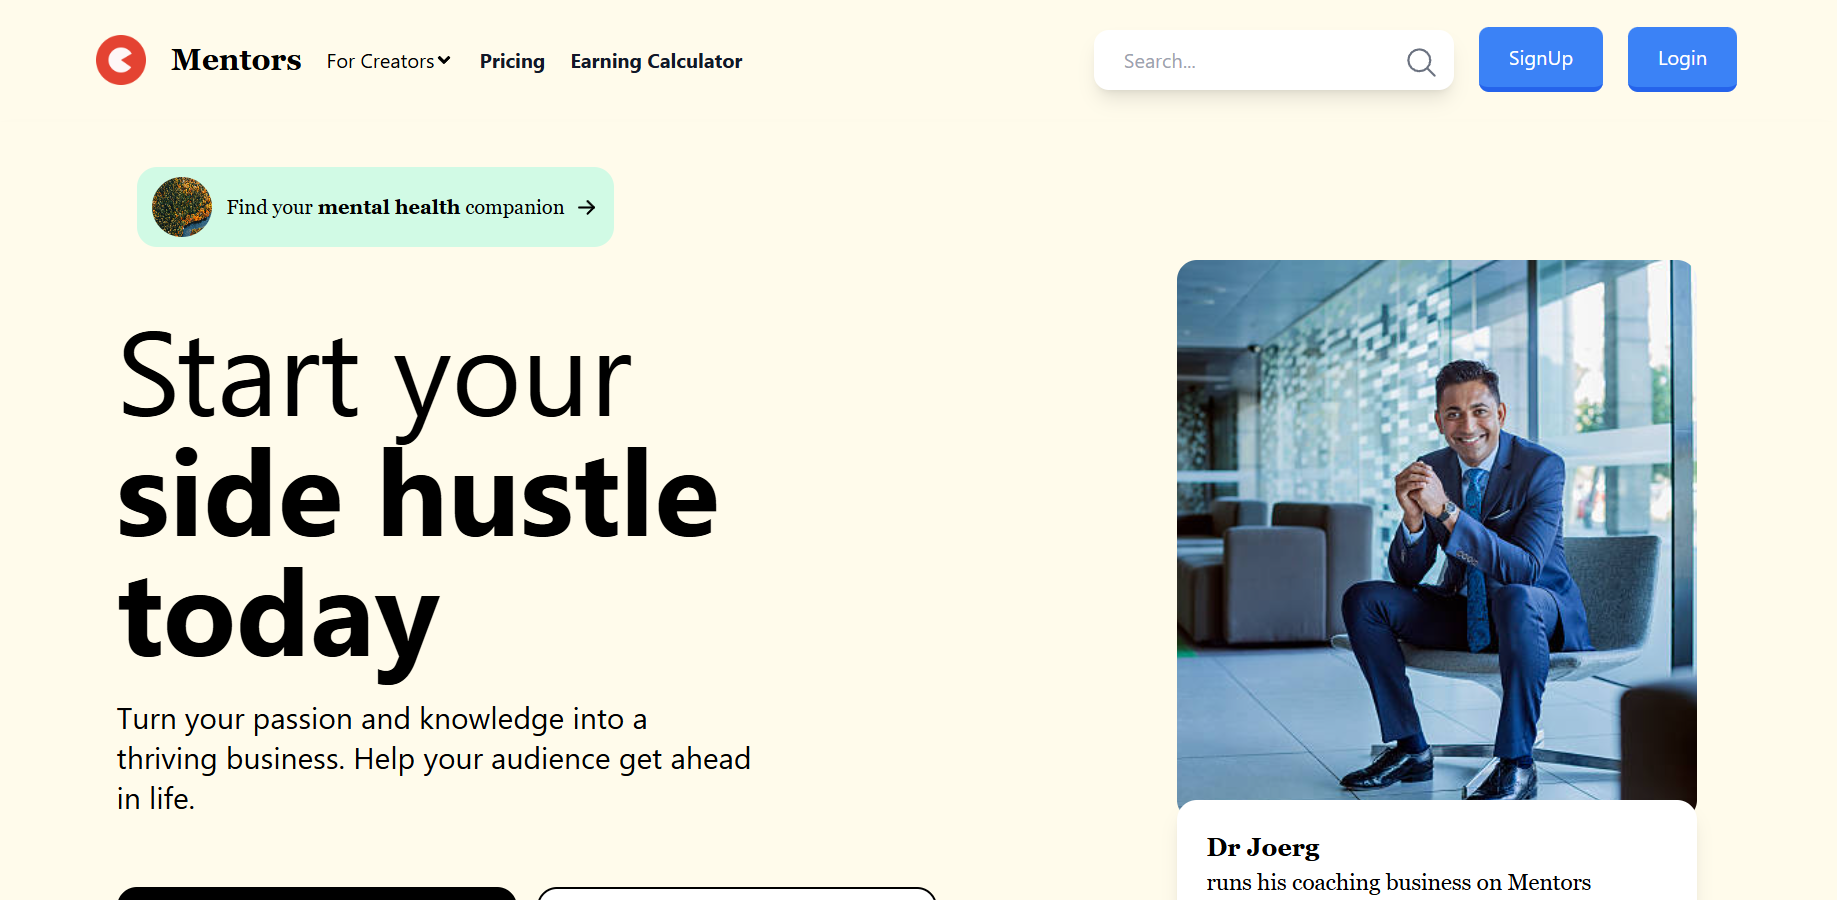 Mentors For Creators Pricing Earning Calculator Search... SignUp Login
Find your mental health companion
Start your
side hustle
today
Turn your passion and knowledge into a
thriving business. Help your audience get ahead
in life.
Dr Joerg
runs his coaching business on Mentors